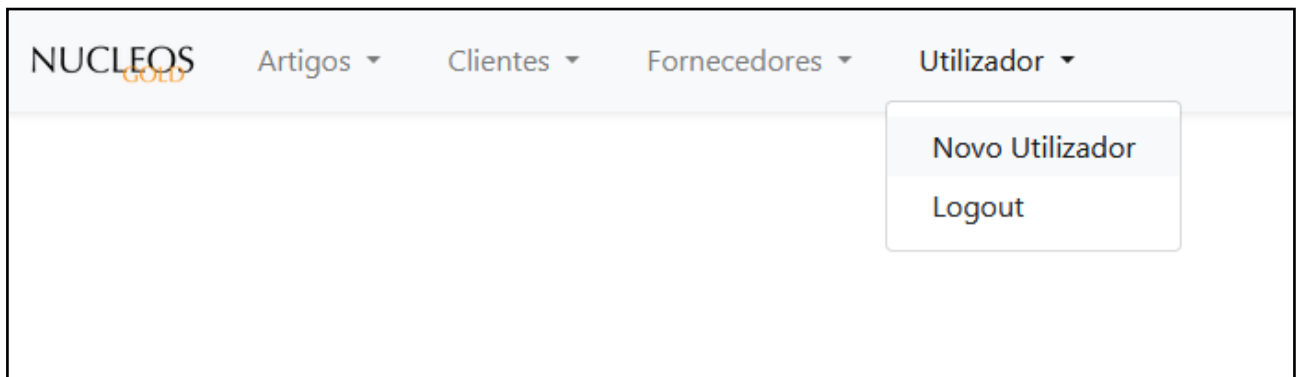 NUCLEOS GOLD Artigos Clientes Fornecedores Utilizador
Novo Utilizador
Logout